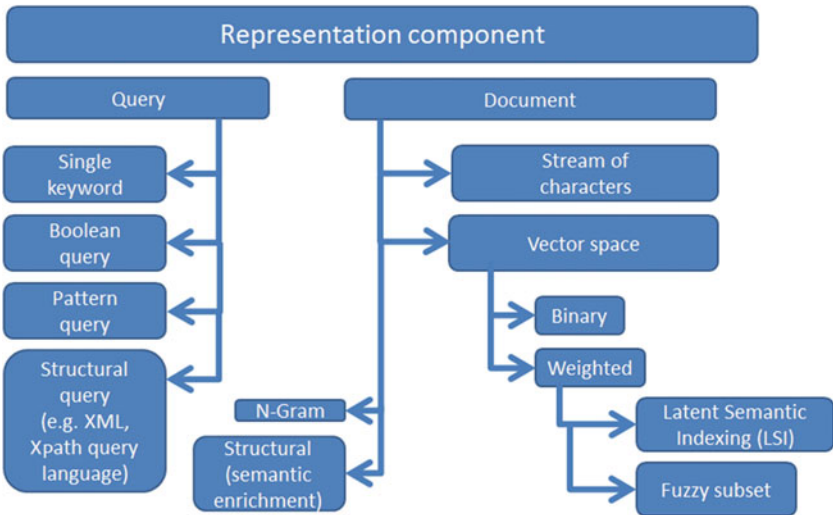 Representation component
Query
Document
Single
keyword
Boolean
query
Pattern
query
Structural
query
(e.g. XML,
Xpath query
language)
Stream of
characters
Vector space
Binary
Weighted
Latent Semantic
Indexing (LSI)
Fuzzy subset
N-Gram
Structural
(semantic
enrichment)